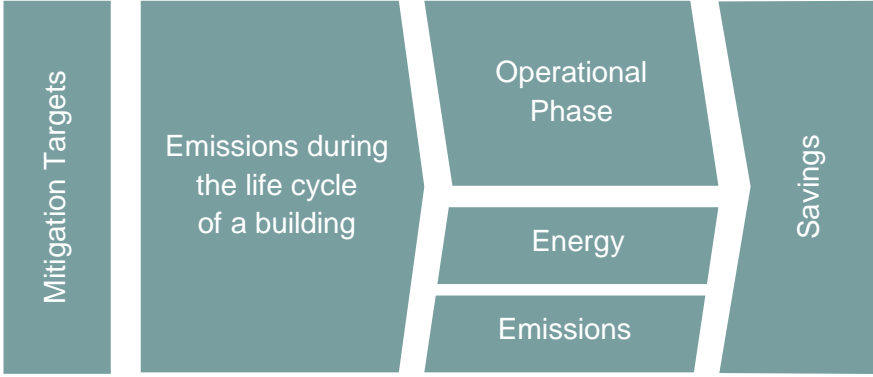 Mitigation Targets
Emissions during
the life cycle
of a building
Operational
Phase
Energy
Emissions
Savings